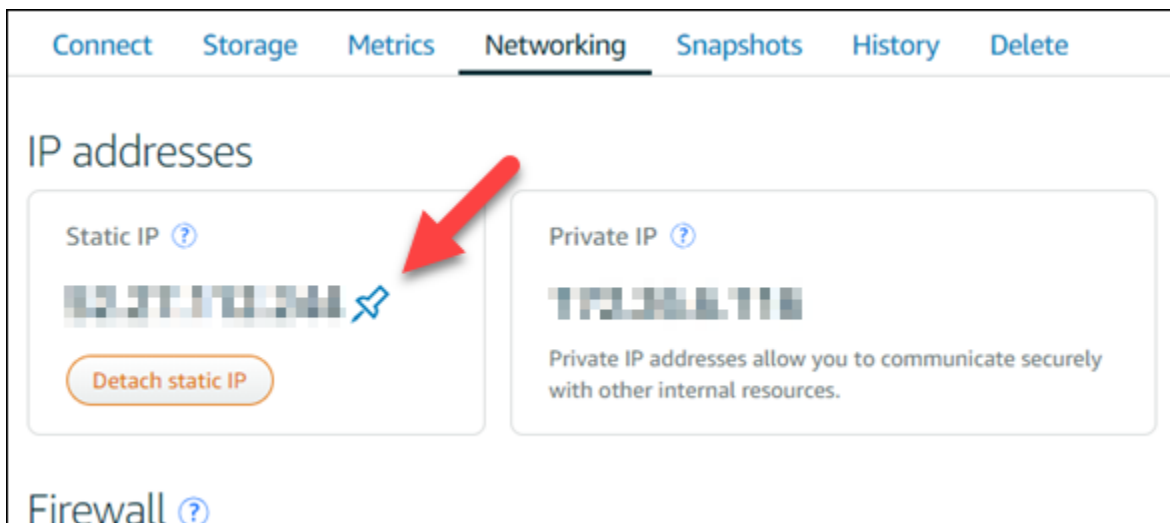 Connect Storage Metrics Networking Snapshots History Delete
IP addresses
Static IP ?
Detach static IP
Private IP ?
Private IP addresses allow you to communicate securely
with other internal resources.
Firewall ?